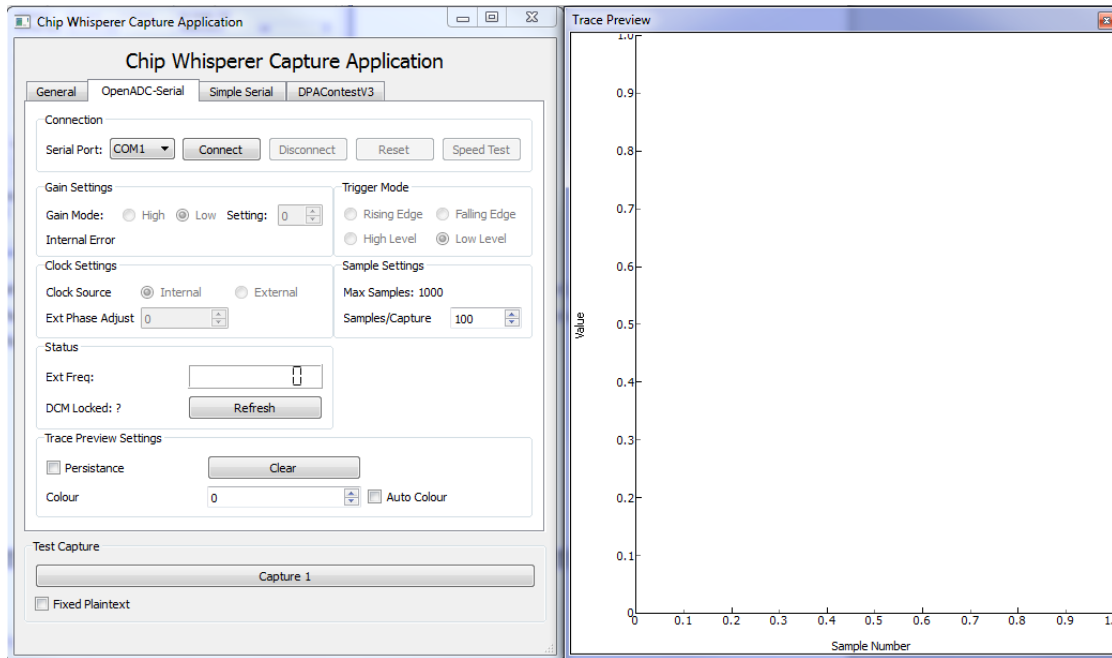 Chip Whisperer Capture Application
Chip Whisperer Capture Application
General OpenADC-Serial Simple Serial DPAContestV3
Connection
Serial Port: COM1 Connect Disconnect Reset Speed Test
Gain Settings
Gain Mode: High Low Setting: 0
Internal Error
Trigger Mode
Rising Edge Falling Edge
High Level Low Level
Clock Settings
Clock Source Internal External
Ext Phase Adjust 0
Sample Settings
Max Samples: 1000
Samples/Capture 100
Status
Ext Freq: 0
DCM Locked: ? Refresh
Trace Preview Settings
Persistance Clear
Colour 0 Auto Colour
Test Capture
Capture 1
Fixed Plaintext
Trace Preview
1.0
0.9
0.8
0.7
0.6
0.5
0.4
0.3
0.2
0.1
0
Value
0 0.1 0.2 0.3 0.4 0.5 0.6 0.7 0.8 0.9
Sample Number